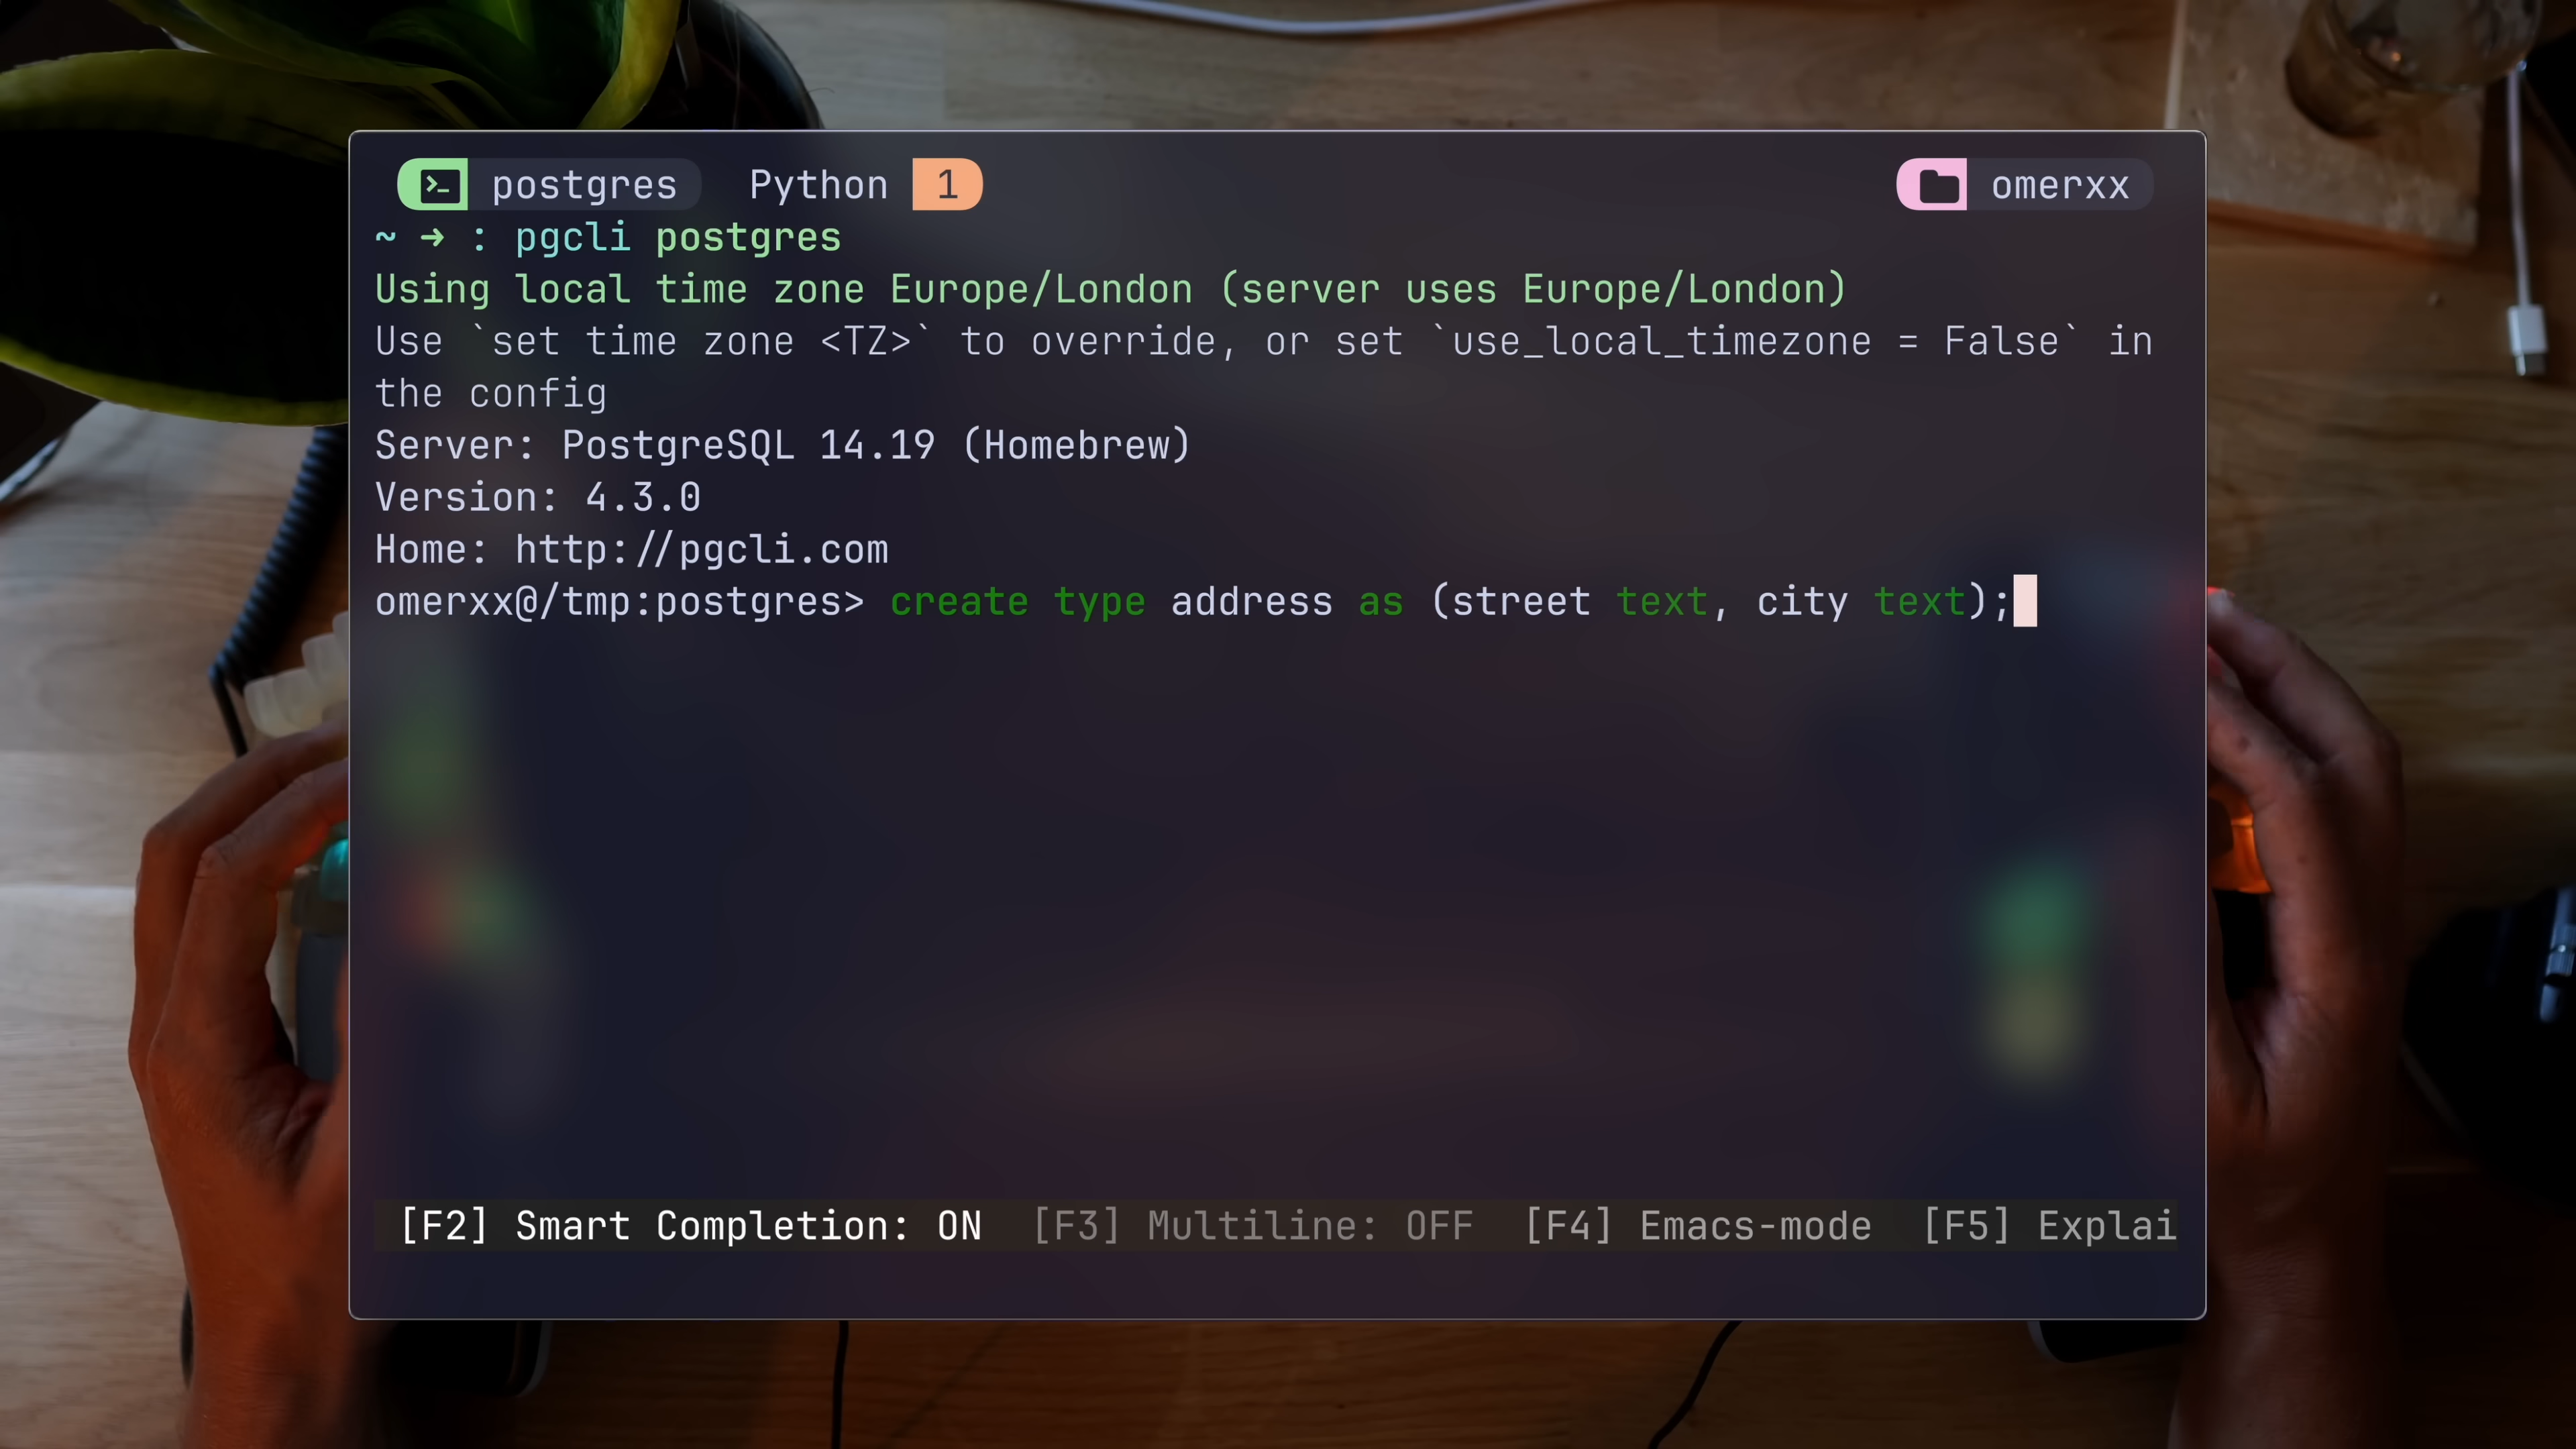 postgres Python 1 omerxx
~ → : pgcli postgres
Using local time zone Europe/London (server uses Europe/London)
Use `set time zone <TZ>` to override, or set `use_local_timezone = False` in
the config
Server: PostgreSQL 14.19 (Homebrew)
Version: 4.3.0
Home: http://pgcli.com
omerxx@/tmp:postgres> create type address as (street text, city text);
[F2] Smart Completion: ON [F3] Multiline: OFF [F4] Emacs-mode [F5] Explai